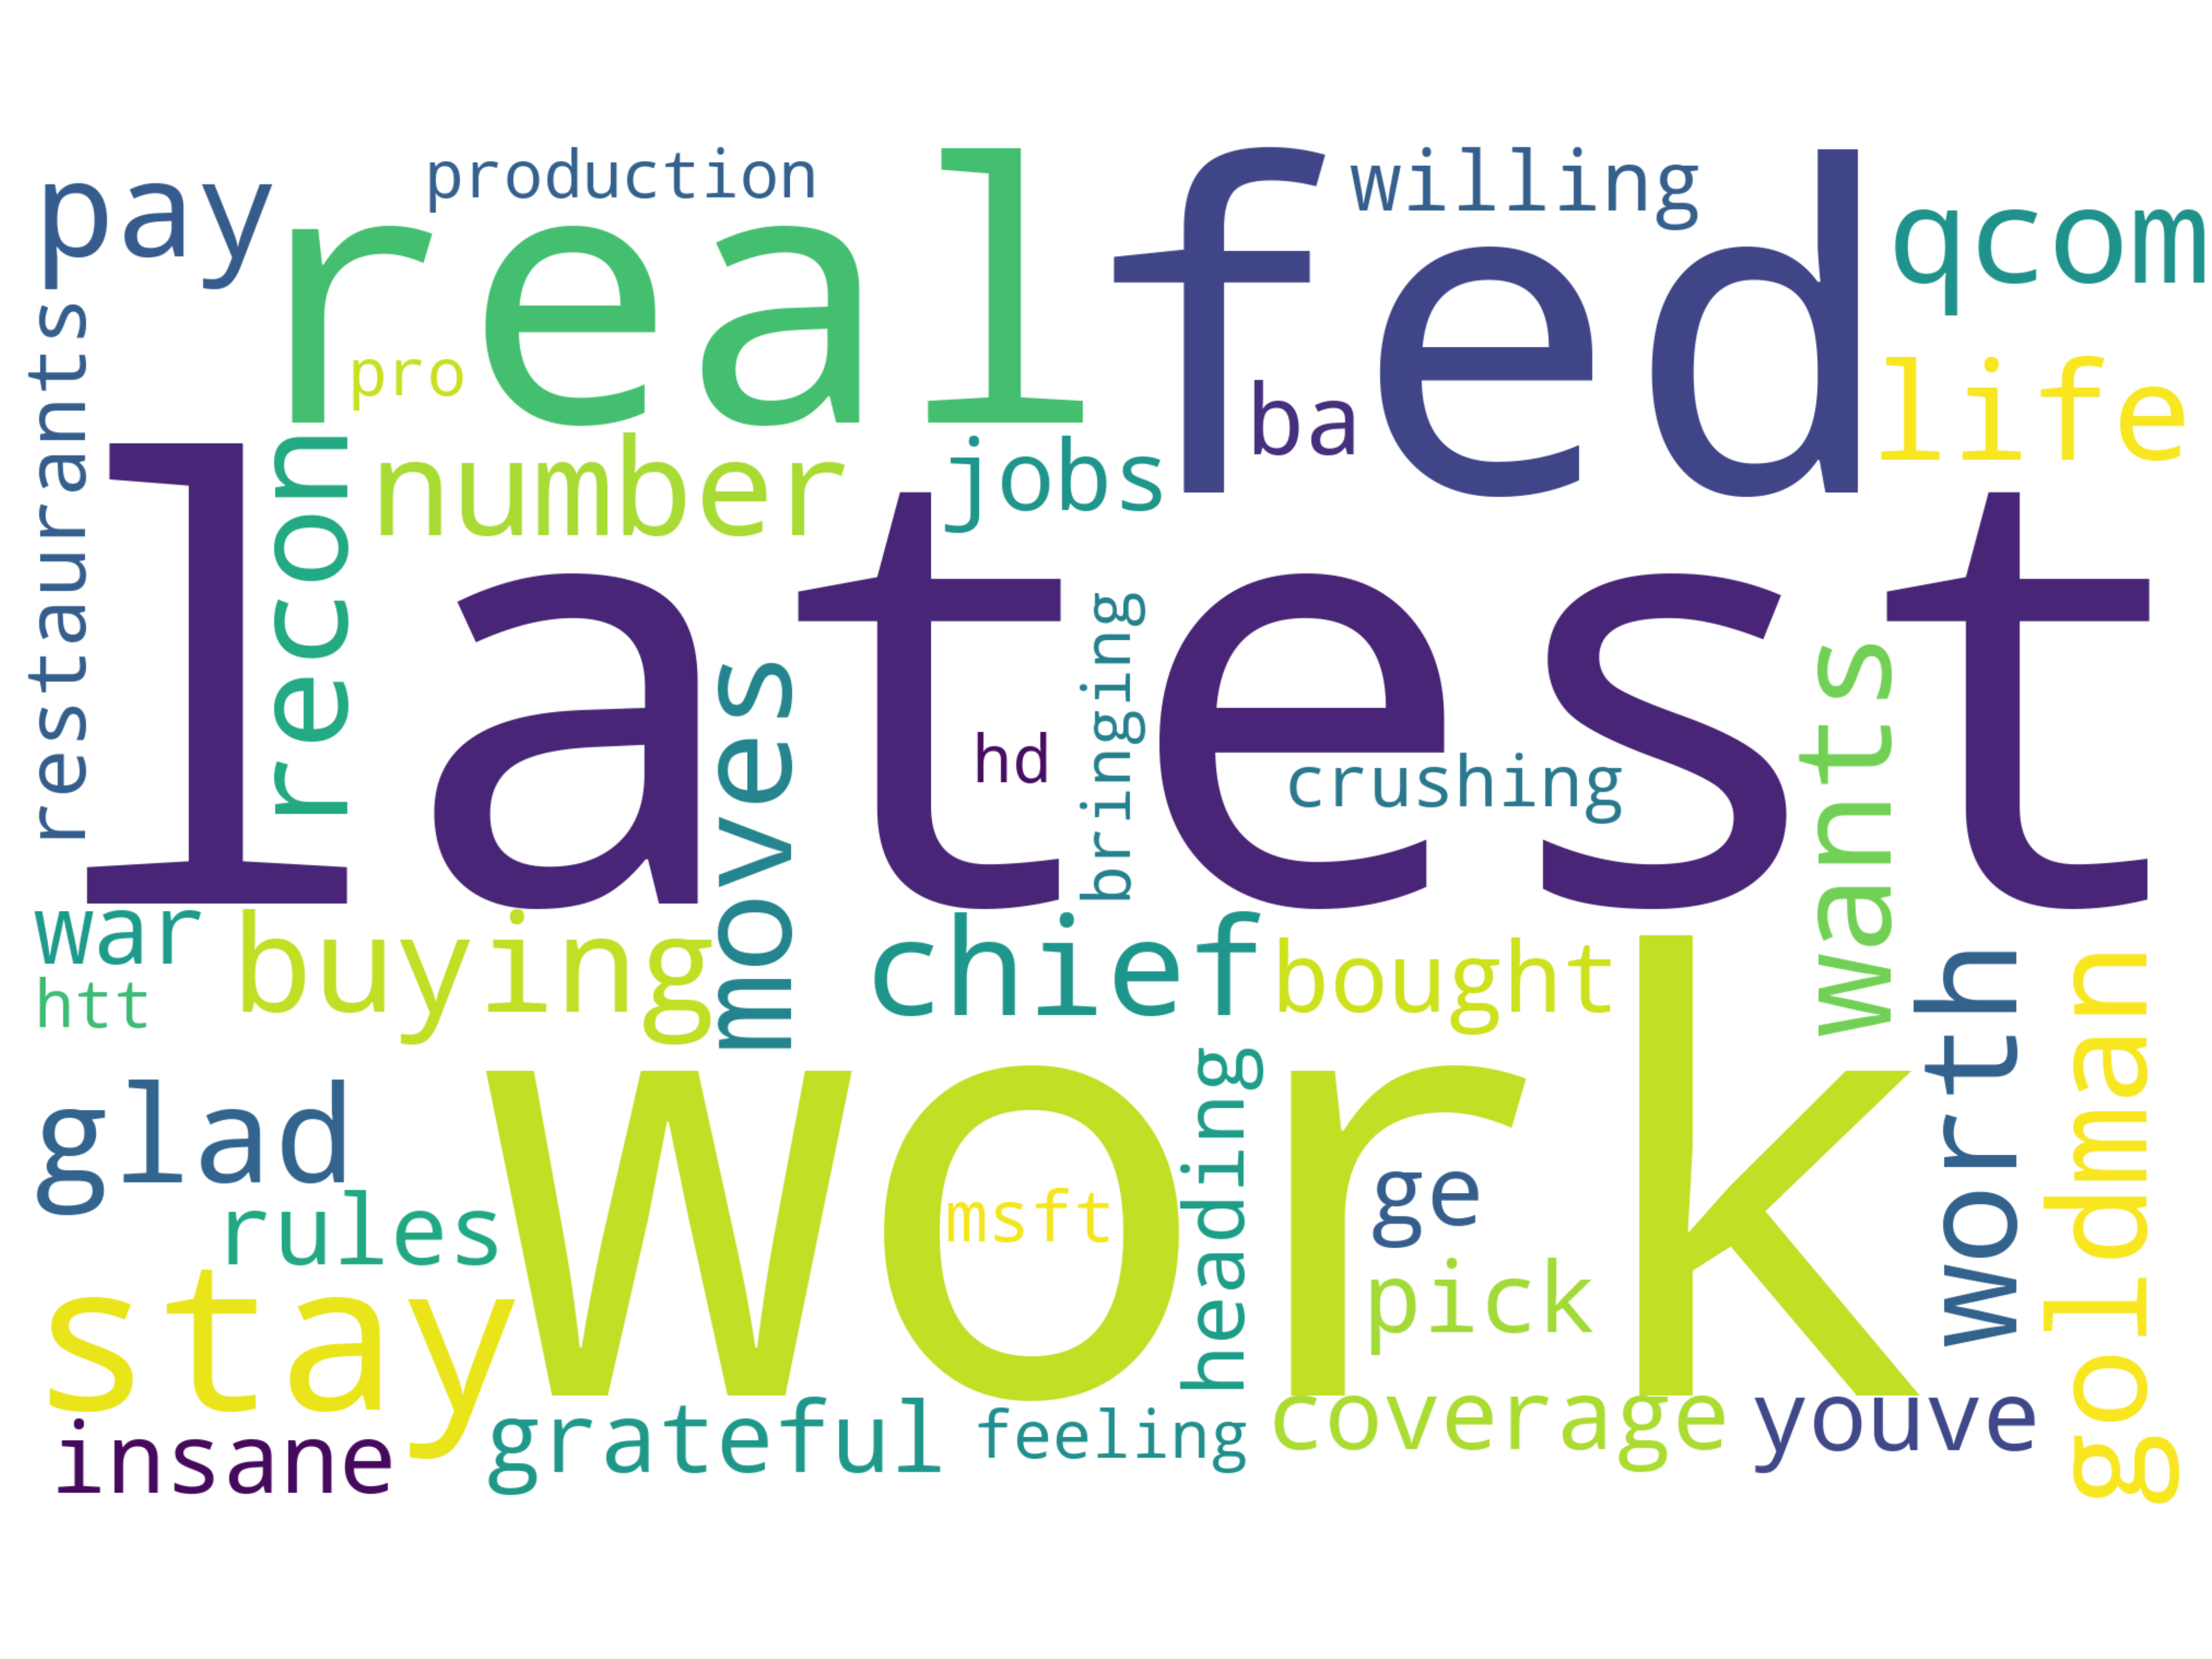 production
willing
pay
real
fed
qcom
restaurants
pro
ba
life
recon
number
jobs
latest
bringing
wants
moves
hd
crushing
war
buying
chief
bought
worth
goldman
htt
work
glad
heading
ge
msft
rules
pick
stay
insane
grateful
feeling
coverage
youve